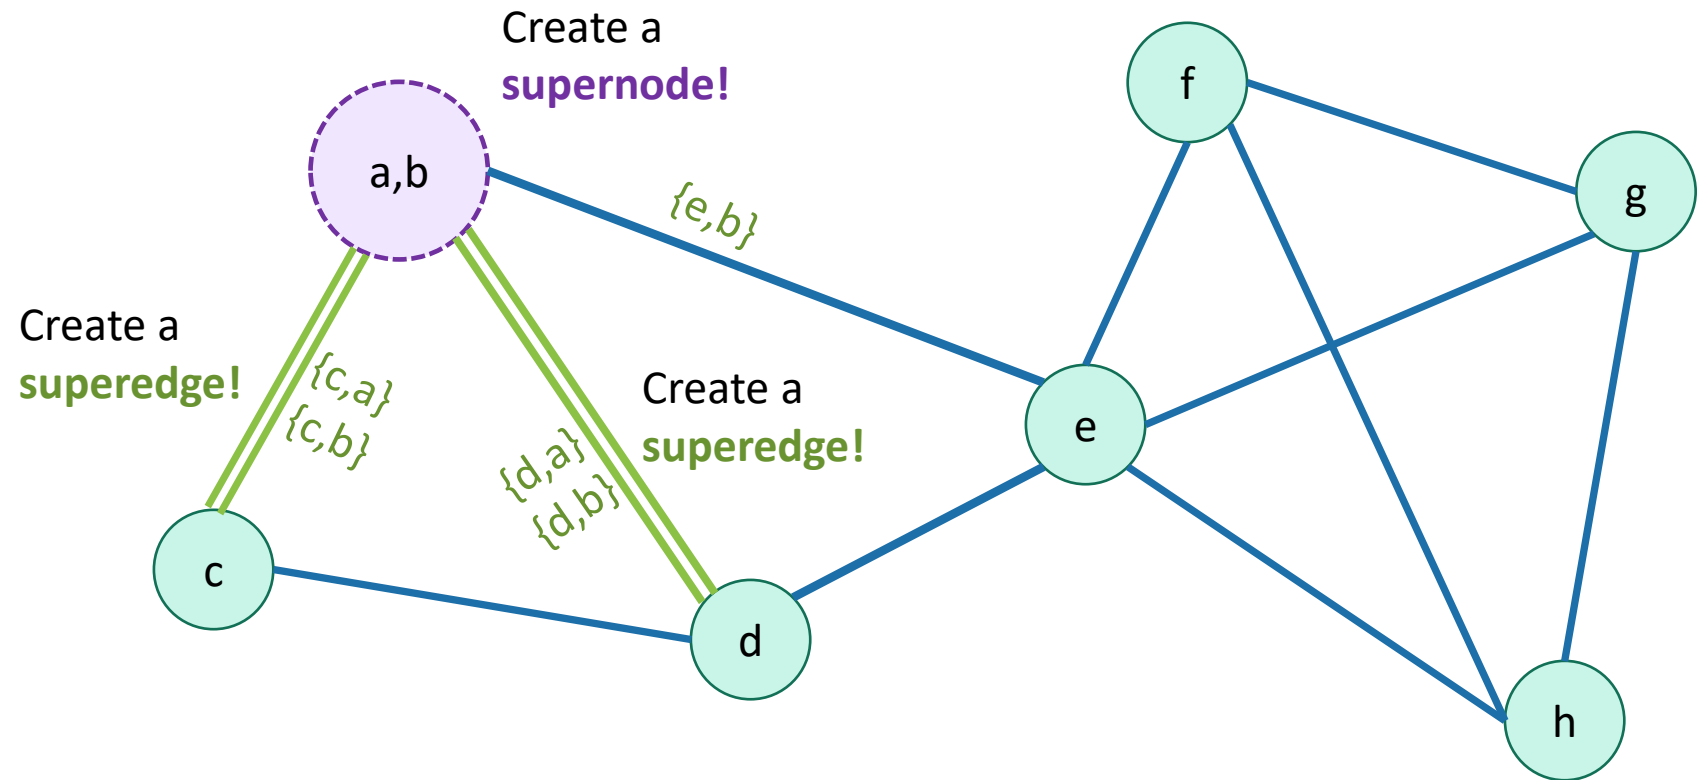 Create a
supernode!
f
a,b
g
{e,b}
Create a
superedge!
{c,a}
{c,b}
Create a
superedge!
{d,a}
{d,b}
e
c
d
h